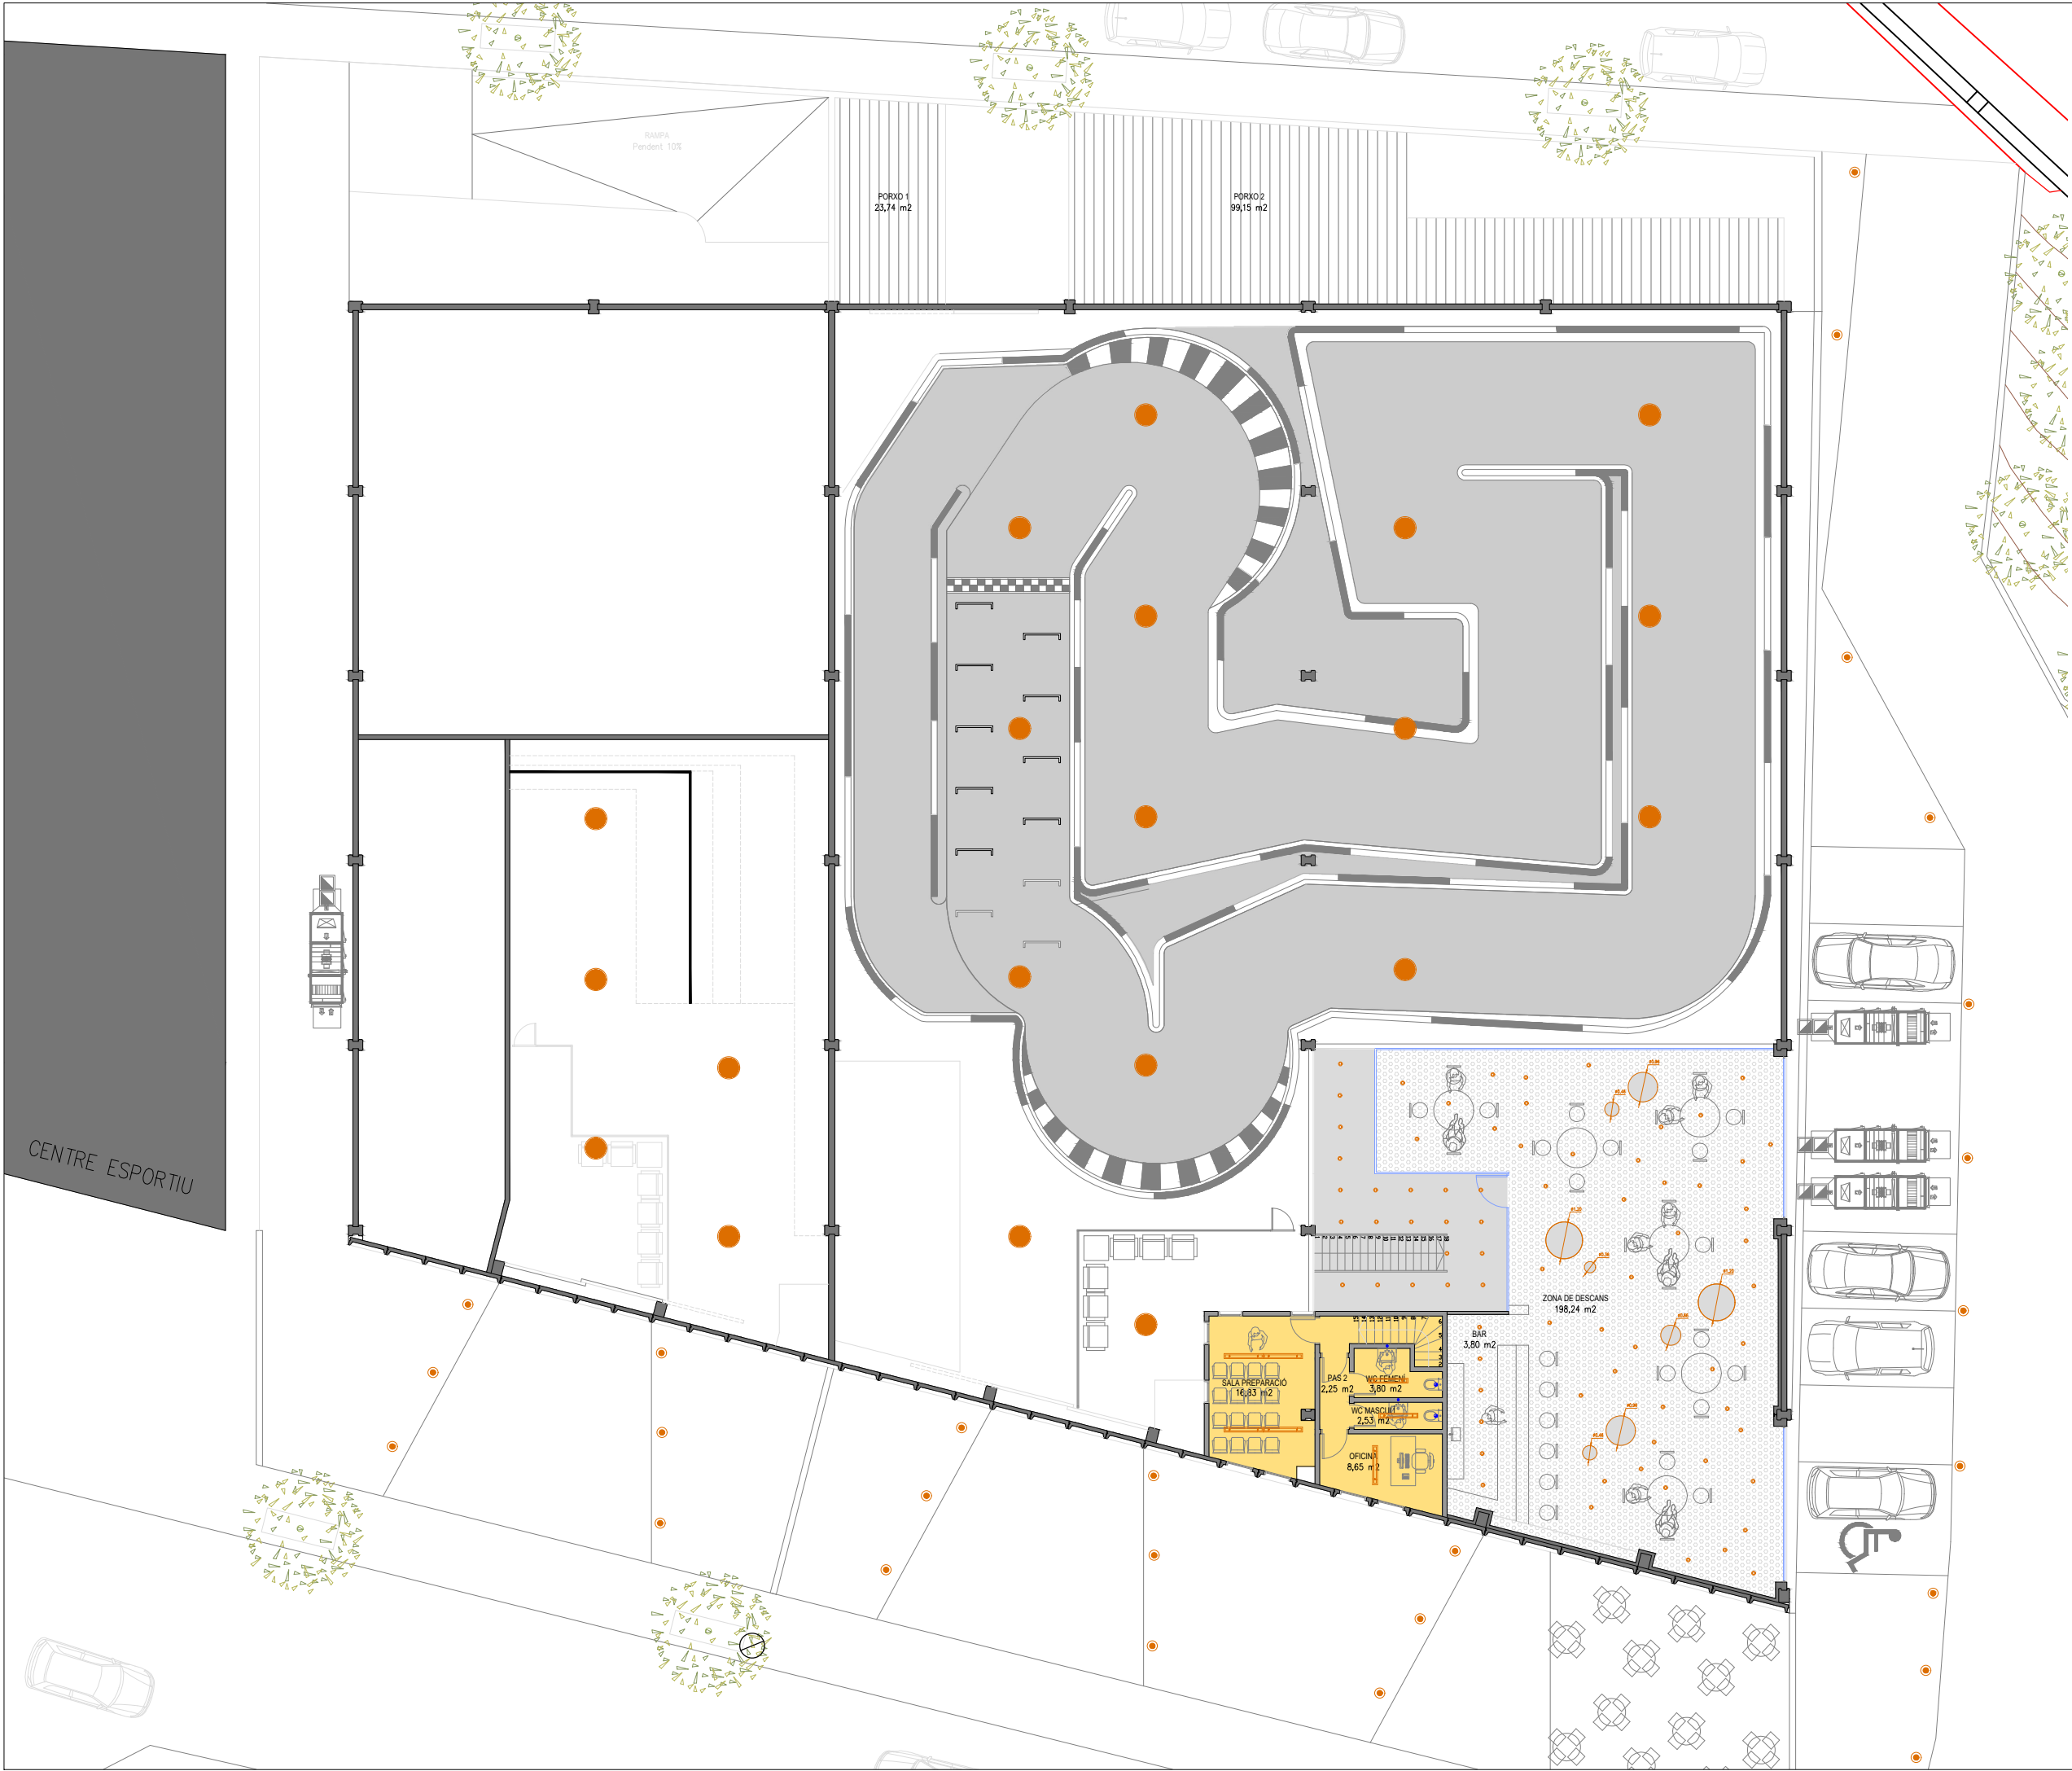 RAMPA
Pendent 10%
PORXO 1
23,74 m2
PORXO 2
99,15 m2
CENTRE ESPORTIU
ZONA DE DESCANS
198,24 m2
BAR
3,80 m2
SALA PREPARACIÓ
16,83 m2
PAS 2
2,25 m2
WC FEMENÍ
3,80 m2
WC MASCULÍ
2,53 m2
OFICINA
8,65 m2